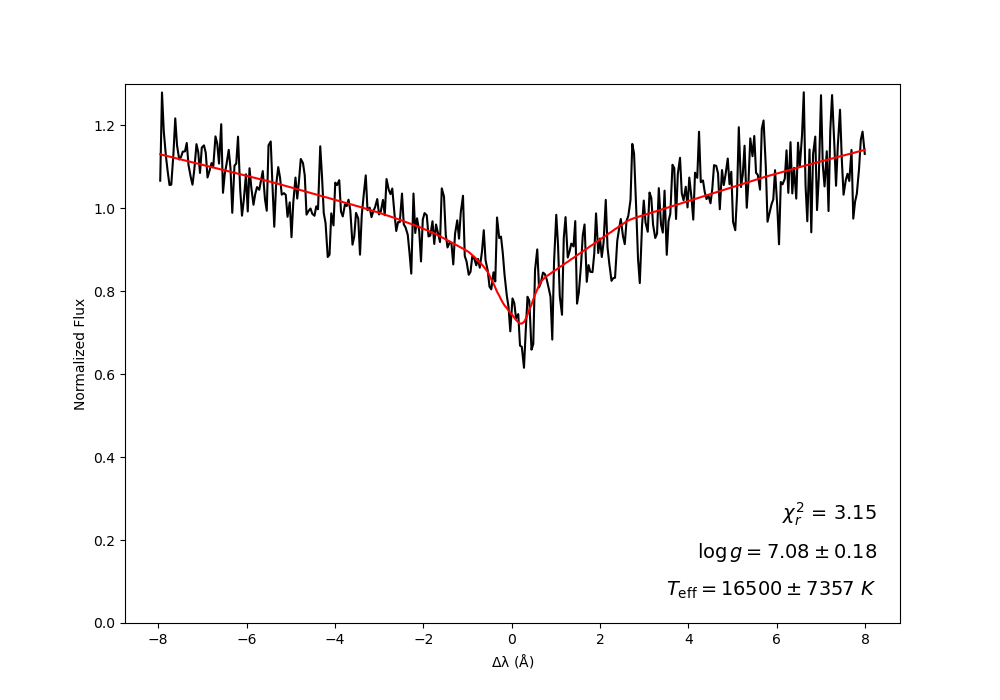 1.2
1.0
0.8
0.6
0.4
0.2
0.0
Normalized Flux
χ²ᵣ = 3.15
log g = 7.08 ± 0.18
T_eff = 16500 ± 7357 K
−8 −6 −4 −2 0 2 4 6 8
Δλ (Å)